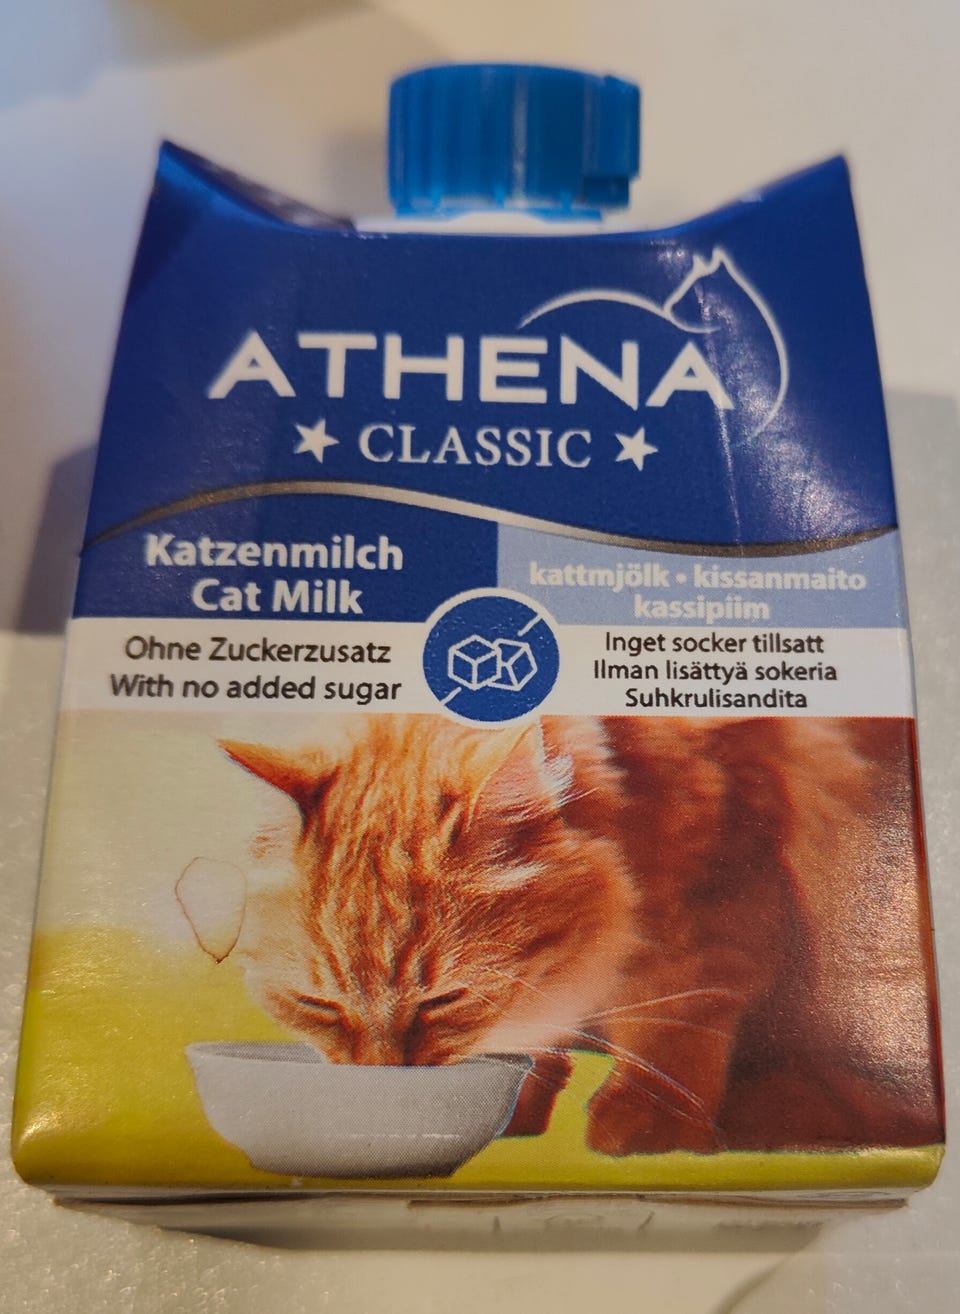 ATHENA
CLASSIC
Katzenmilch
Cat Milk
kattmjölk • kissanmaito
kassipiim
Ohne Zuckerzusatz
With no added sugar
Inget socker tillsatt
Ilman lisättyä sokeria
Suhkrulisandita